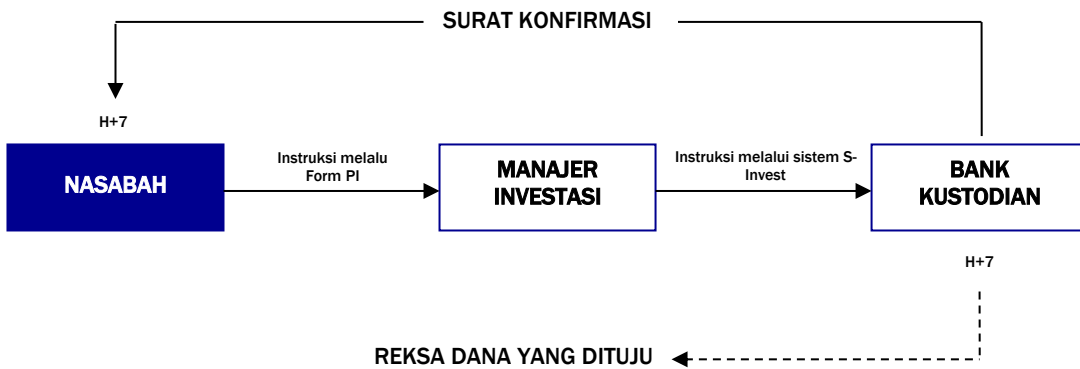 SURAT KONFIRMASI
H+7
NASABAH
Instruksi melalu
Form PI
MANAJER
INVESTASI
Instruksi melalui sistem S-
Invest
BANK
KUSTODIAN
H+7
REKSA DANA YANG DITUJU